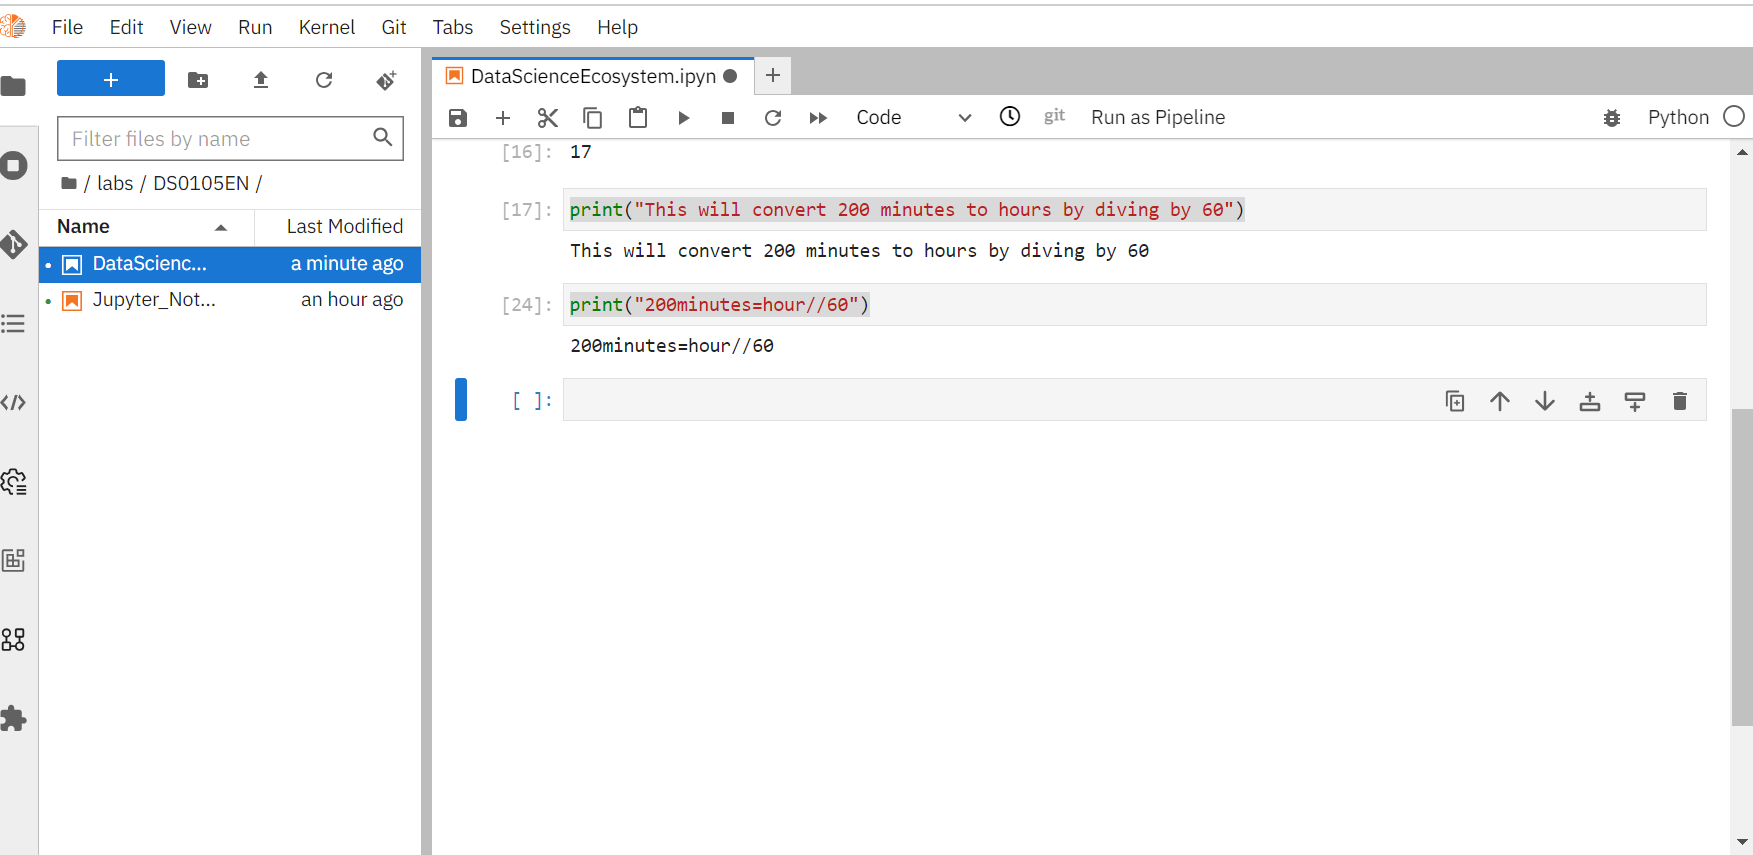 File Edit View Run Kernel Git Tabs Settings Help
Filter files by name
/ labs / DS0105EN /
Name Last Modified
DataScienc... a minute ago
Jupyter_Not... an hour ago
DataScienceEcosystem.ipyn
Code git Run as Pipeline Python
[16]: 17
[17]: print("This will convert 200 minutes to hours by diving by 60")
This will convert 200 minutes to hours by diving by 60
[24]: print("200minutes=hour//60")
200minutes=hour//60
[ ]: